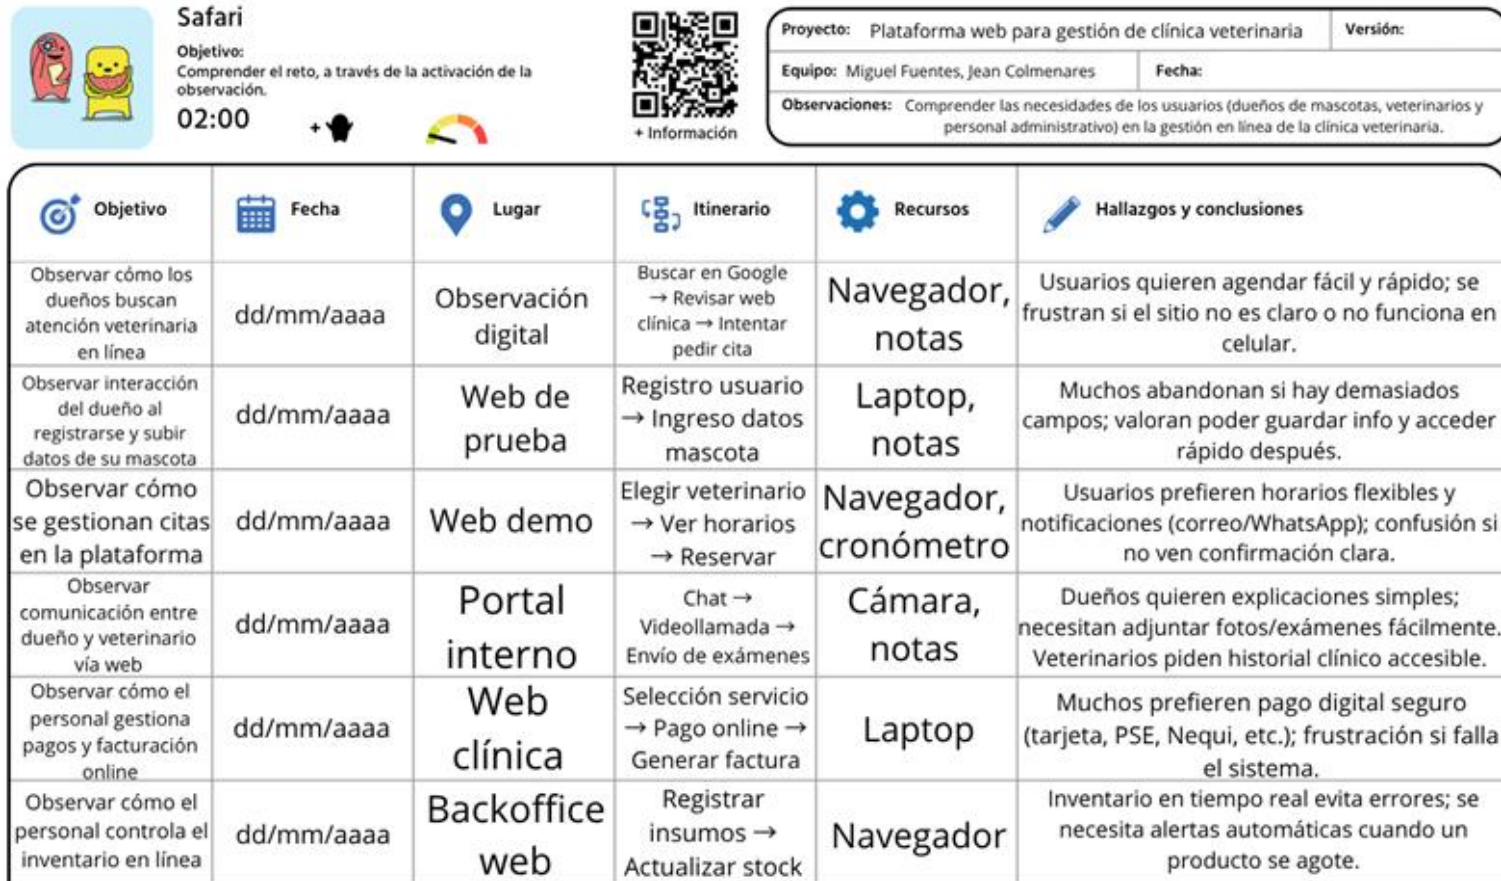 Safari
Objetivo:
Comprender el reto, a través de la activación de la
observación.
02:00
+
+ Información
Proyecto: Plataforma web para gestión de clínica veterinaria
Versión:
Equipo: Miguel Fuentes, Jean Colmenares
Fecha:
Observaciones: Comprender las necesidades de los usuarios (dueños de mascotas, veterinarios y
personal administrativo) en la gestión en línea de la clínica veterinaria.
Objetivo
Fecha
Lugar
Itinerario
Recursos
Hallazgos y conclusiones
Observar cómo los
dueños buscan
atención veterinaria
en línea
dd/mm/aaaa
Observación
digital
Buscar en Google
→ Revisar web
clínica → Intentar
pedir cita
Navegador,
notas
Usuarios quieren agendar fácil y rápido; se
frustran si el sitio no es claro o no funciona en
celular.
Observar interacción
del dueño al
registrarse y subir
datos de su mascota
dd/mm/aaaa
Web de
prueba
Registro usuario
→ Ingreso datos
mascota
Laptop,
notas
Muchos abandonan si hay demasiados
campos; valoran poder guardar info y acceder
rápido después.
Observar cómo
se gestionan citas
en la plataforma
dd/mm/aaaa
Web demo
Elegir veterinario
→ Ver horarios
→ Reservar
Navegador,
cronómetro
Usuarios prefieren horarios flexibles y
notificaciones (correo/WhatsApp); confusión si
no ven confirmación clara.
Observar
comunicación entre
dueño y veterinario
vía web
dd/mm/aaaa
Portal
interno
Chat →
Videollamada →
Envío de exámenes
Cámara,
notas
Dueños quieren explicaciones simples;
necesitan adjuntar fotos/exámenes fácilmente.
Veterinarios piden historial clínico accesible.
Observar cómo el
personal gestiona
pagos y facturación
online
dd/mm/aaaa
Web
clínica
Selección servicio
→ Pago online →
Generar factura
Laptop
Muchos prefieren pago digital seguro
(tarjeta, PSE, Nequi, etc.); frustración si falla
el sistema.
Observar cómo el
personal controla el
inventario en línea
dd/mm/aaaa
Backoffice
web
Registrar
insumos →
Actualizar stock
Navegador
Inventario en tiempo real evita errores; se
necesita alertas automáticas cuando un
producto se agote.